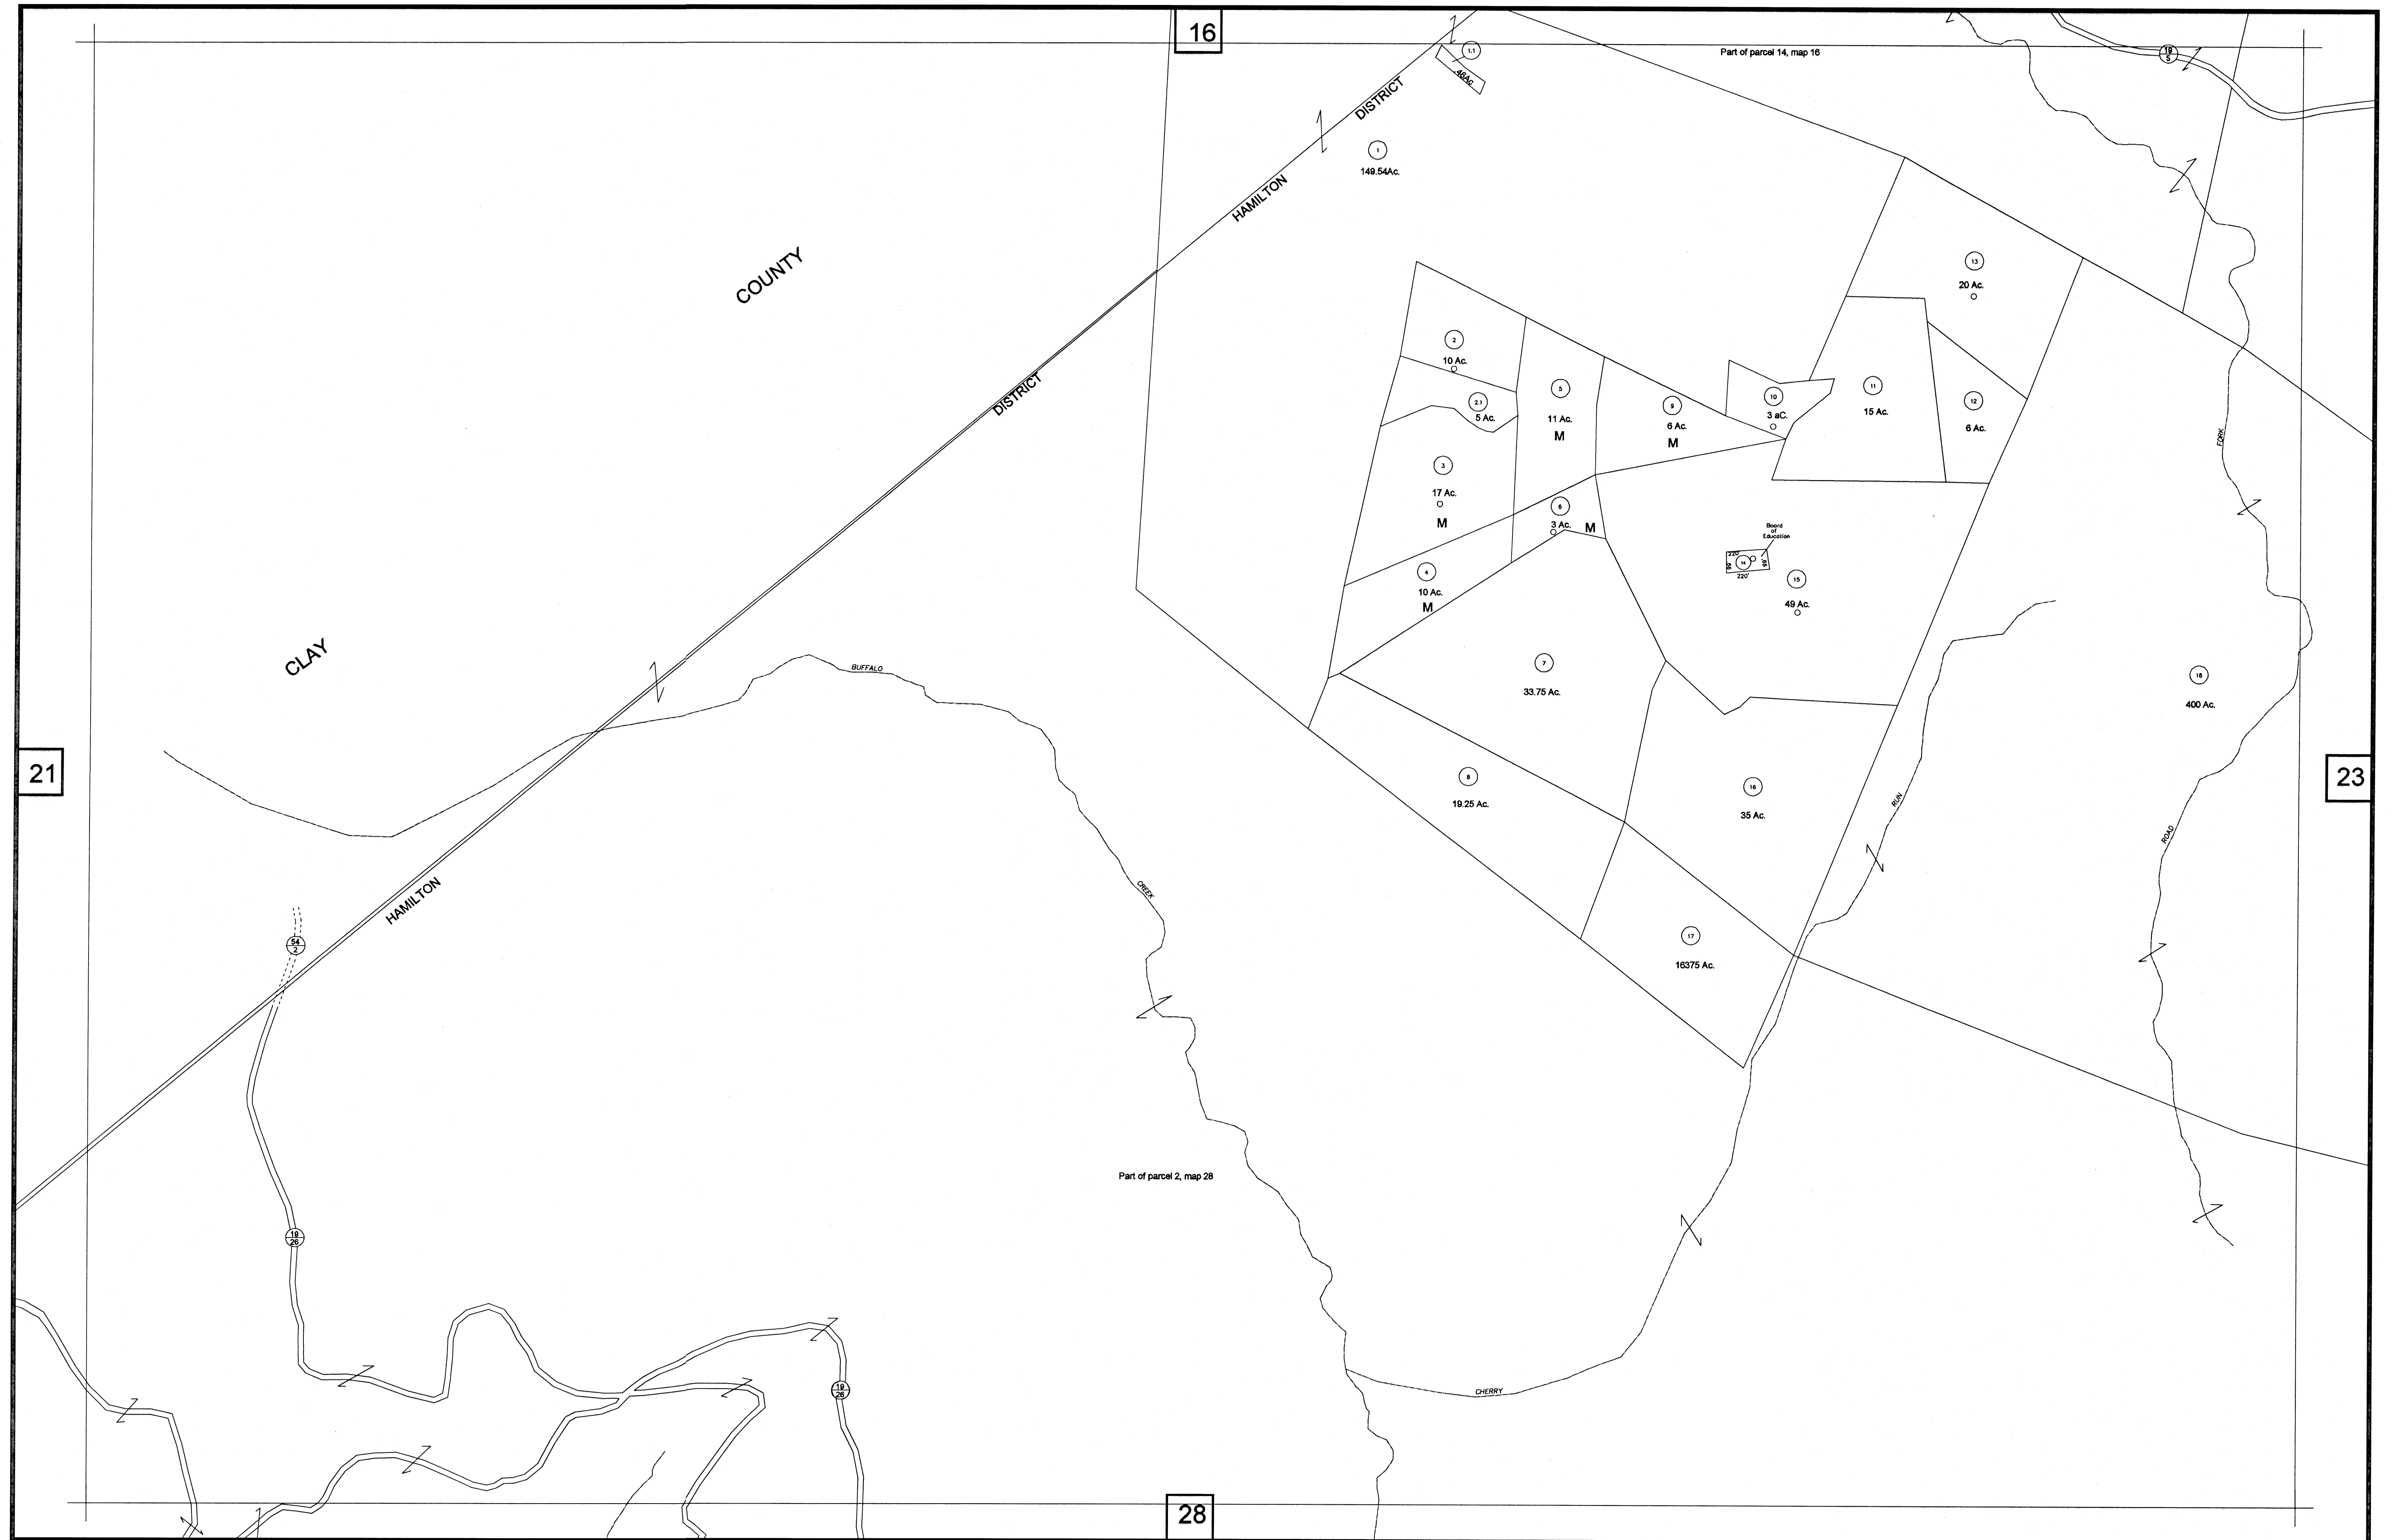 16
1.1
.46Ac.
Part of parcel 14, map 16
19
5
DISTRICT
HAMILTON
1
149.54Ac.
COUNTY
DISTRICT
13
20 Ac.
2
10 Ac.
2.1
5 Ac.
5
11 Ac.
M
9
6 Ac.
M
10
3 aC.
11
15 Ac.
12
6 Ac.
FORK
3
17 Ac.
M
6
3 Ac.
M
Board
of
Education
220'
66'
14
66'
220'
15
49 Ac.
4
10 Ac.
M
CLAY
BUFFALO
7
33.75 Ac.
18
400 Ac.
21
23
8
19.25 Ac.
16
35 Ac.
RUN
ROAD
HAMILTON
CREEK
54
2
17
16375 Ac.
Part of parcel 2, map 28
19
26
19
26
CHERRY
28